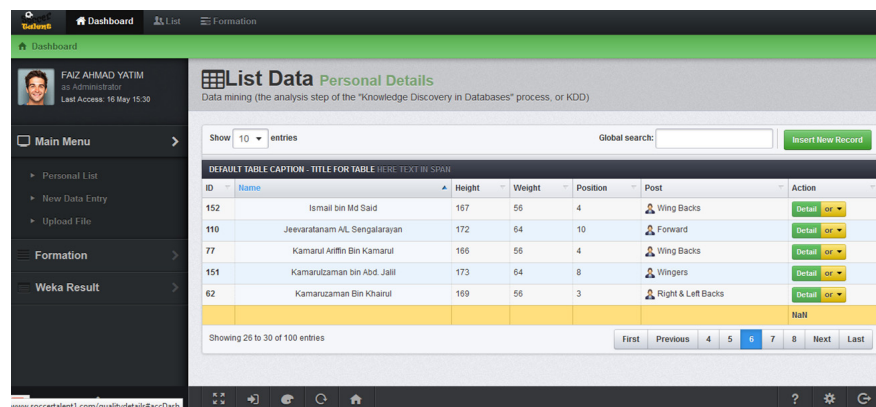 Talent
Dashboard List Formation
Dashboard
FAIZ AHMAD YATIM
as Administrator
Last Access: 16 May 15:30
Main Menu
Personal List
New Data Entry
Upload File
Formation
Weka Result
List Data Personal Details
Data mining (the analysis step of the "Knowledge Discovery in Databases" process, or KDD)
Show 10 entries Global search: Insert New Record
DEFAULT TABLE CAPTION - TITLE FOR TABLE HERE TEXT IN SPAN
ID Name Height Weight Position Post Action
152 Ismail bin Md Said 167 56 4 Wing Backs Detail or
110 Jeevaratanam A/L Sengalarayan 172 64 10 Forward Detail or
77 Kamarul Ariffin Bin Kamarul 166 56 4 Wing Backs Detail or
151 Kamarulzaman bin Abd. Jalil 173 64 8 Wingers Detail or
62 Kamaruzaman Bin Khairul 169 56 3 Right & Left Backs Detail or
NaN
Showing 26 to 30 of 100 entries First Previous 4 5 6 7 8 Next Last
www.soccertalent1.com/qualitydetails#accDash